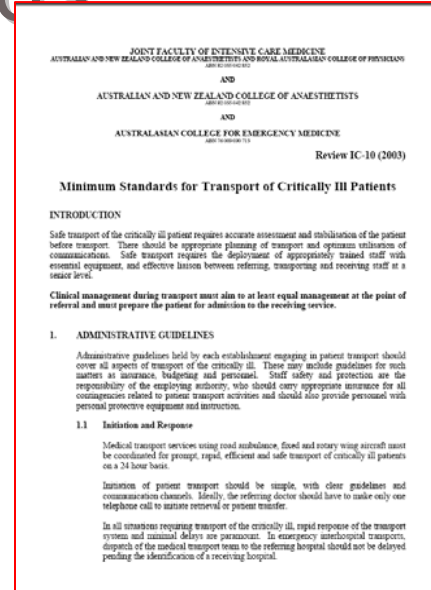 JOINT FACULTY OF INTENSIVE CARE MEDICINE
AUSTRALIAN AND NEW ZEALAND COLLEGE OF ANAESTHETISTS AND ROYAL AUSTRALASIAN COLLEGE OF PHYSICIANS
AND
AUSTRALIAN AND NEW ZEALAND COLLEGE OF ANAESTHETISTS
AND
AUSTRALASIAN COLLEGE FOR EMERGENCY MEDICINE
Review IC-10 (2003)
Minimum Standards for Transport of Critically Ill Patients
INTRODUCTION
Safe transport of the critically ill patient requires accurate assessment and stabilisation of the patient
before transport. There should be appropriate planning of transport and optimum utilisation of
communications. Safe transport requires the deployment of appropriately trained staff with
essential equipment, and effective liaison between referring, transporting and receiving staff at a
senior level.
Clinical management during transport must aim to at least equal management at the point of
referral and must prepare the patient for admission to the receiving service.
1. ADMINISTRATIVE GUIDELINES
Administrative guidelines held by each establishment engaging in patient transport should
cover all aspects of transport of the critically ill. These may include guidelines for such
matters as insurance, budgeting and personnel. Staff safety and protection are the
responsibility of the employing authority, who should carry appropriate insurance for all
contingencies related to patient transport activities and should also provide personnel with
personal protective equipment and instruction.
1.1 Initiation and Response
Medical transport services using road ambulance, fixed and rotary wing aircraft must
be coordinated for prompt, rapid, efficient and safe transport of critically ill patients
on a 24 hour basis.
Initiation of patient transport should be simple, with clear guidelines and
communication channels. Ideally, the referring doctor should have to make only one
telephone call to initiate retrieval or patient transfer.
In all situations requiring transport of the critically ill, rapid response of the transport
system and minimal delays are paramount. In emergency interhospital transports,
dispatch of the medical transport team to the referring hospital should not be delayed
pending the identification of a receiving hospital.